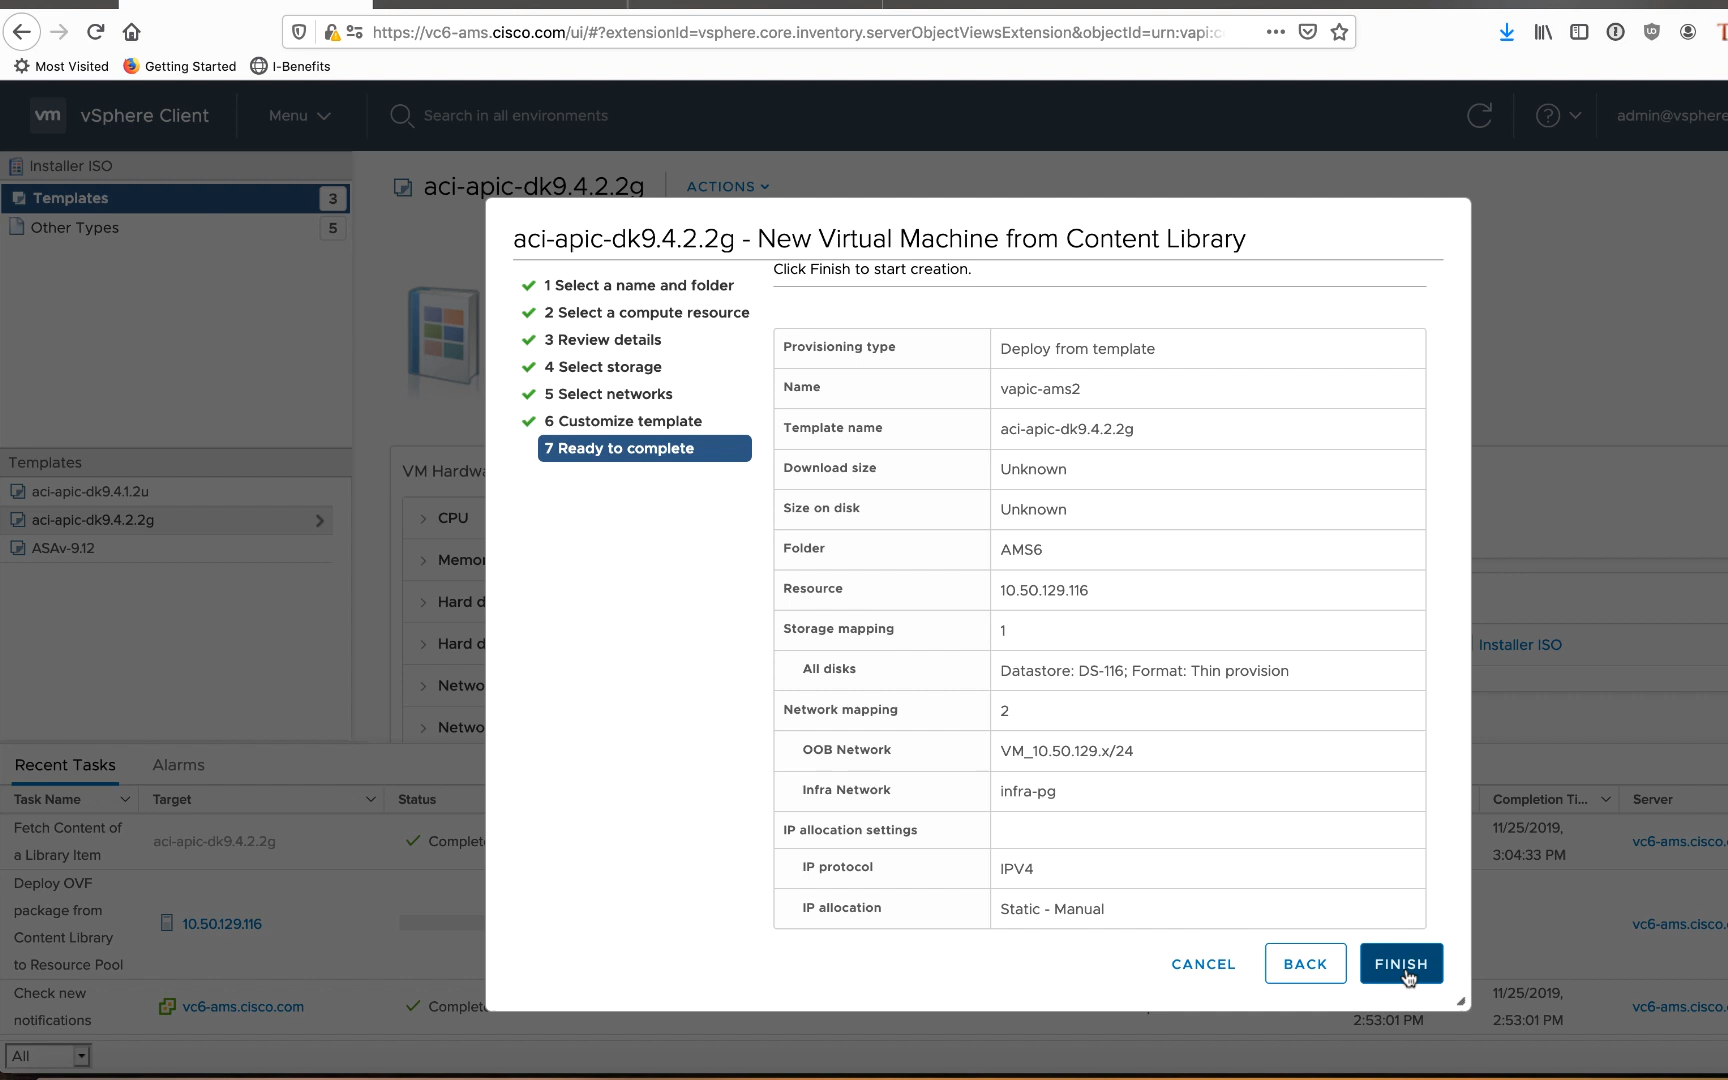 https://vc6-ams.cisco.com/ui/#?extensionId=vsphere.core.inventory.serverObjectViewsExtension&objectId=urn:vapi:c
Most Visited
Getting Started
I-Benefits
vm
vSphere Client
Menu
Search in all environments
admin@vsphere
Installer ISO
Templates 3
Other Types 5
aci-apic-dk9.4.2.2g
ACTIONS
aci-apic-dk9.4.2.2g - New Virtual Machine from Content Library
1 Select a name and folder
2 Select a compute resource
3 Review details
4 Select storage
5 Select networks
6 Customize template
7 Ready to complete
Click Finish to start creation.
Provisioning type Deploy from template
Name vapic-ams2
Template name aci-apic-dk9.4.2.2g
Download size Unknown
Size on disk Unknown
Folder AMS6
Resource 10.50.129.116
Storage mapping 1
All disks Datastore: DS-116; Format: Thin provision
Network mapping 2
OOB Network VM_10.50.129.x/24
Infra Network infra-pg
IP allocation settings
IP protocol IPV4
IP allocation Static - Manual
CANCEL
BACK
FINISH
Templates
aci-apic-dk9.4.1.2u
aci-apic-dk9.4.2.2g
ASAv-9.12
VM Hardw
CPU
Memo
Hard d
Hard d
Netwo
Netwo
Installer ISO
Recent Tasks
Alarms
Task Name Target Status Completion Ti... Server
Fetch Content of
a Library Item
aci-apic-dk9.4.2.2g
Complet
11/25/2019,
3:04:33 PM
vc6-ams.cisco.
Deploy OVF
package from
Content Library
to Resource Pool
10.50.129.116
vc6-ams.cisco.
Check new
notifications
vc6-ams.cisco.com
Complet
2:53:01 PM
11/25/2019,
2:53:01 PM
vc6-ams.cisco.
All